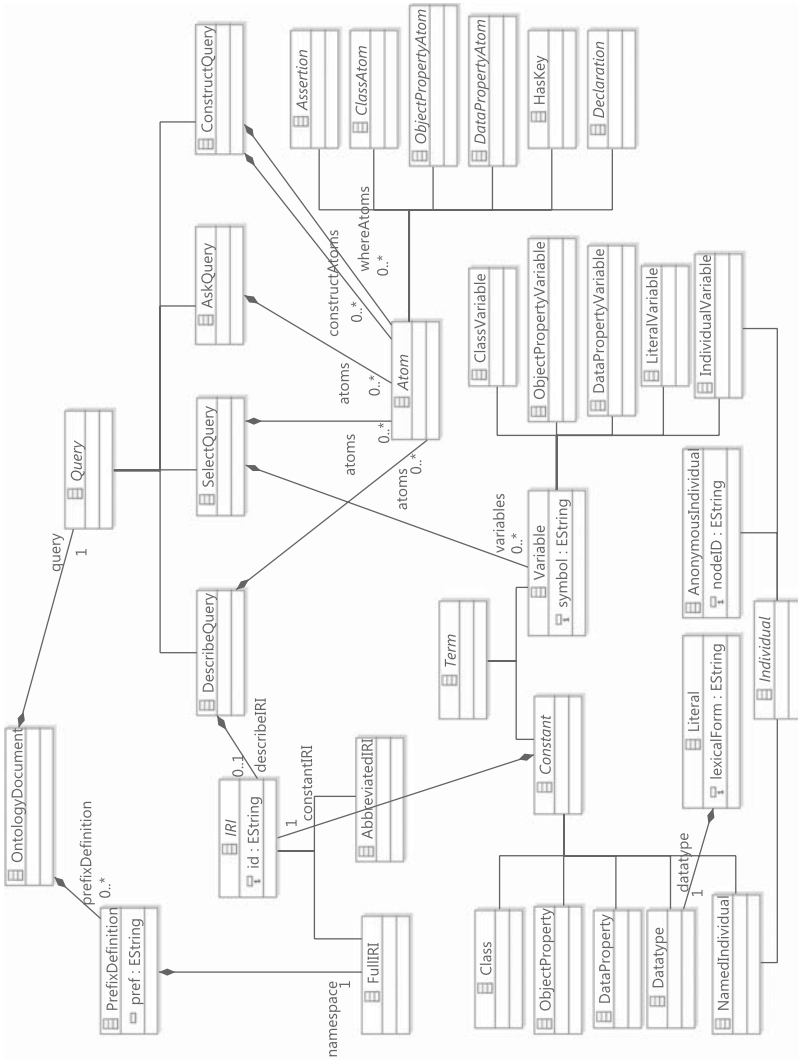 OntologyDocument
query
1
Query
prefixDefinition
0..*
PrefixDefinition
pref : EString
DescribeQuery
SelectQuery
AskQuery
ConstructQuery
describeIRI
0..1
IRI
id : EString
1
constantIRI
namespace
1
FullIRI
AbbreviatedIRI
atoms
0..*
atoms
0..*
atoms
0..*
constructAtoms
0..*
whereAtoms
0..*
Atom
Assertion
ClassAtom
ObjectPropertyAtom
DataPropertyAtom
HasKey
Declaration
Term
variables
0..*
Variable
symbol : EString
Constant
ClassVariable
ObjectPropertyVariable
DataPropertyVariable
LiteralVariable
IndividualVariable
Class
ObjectProperty
DataProperty
Datatype
NamedIndividual
datatype
1
Literal
lexicalForm : EString
AnonymousIndividual
nodeID : EString
Individual